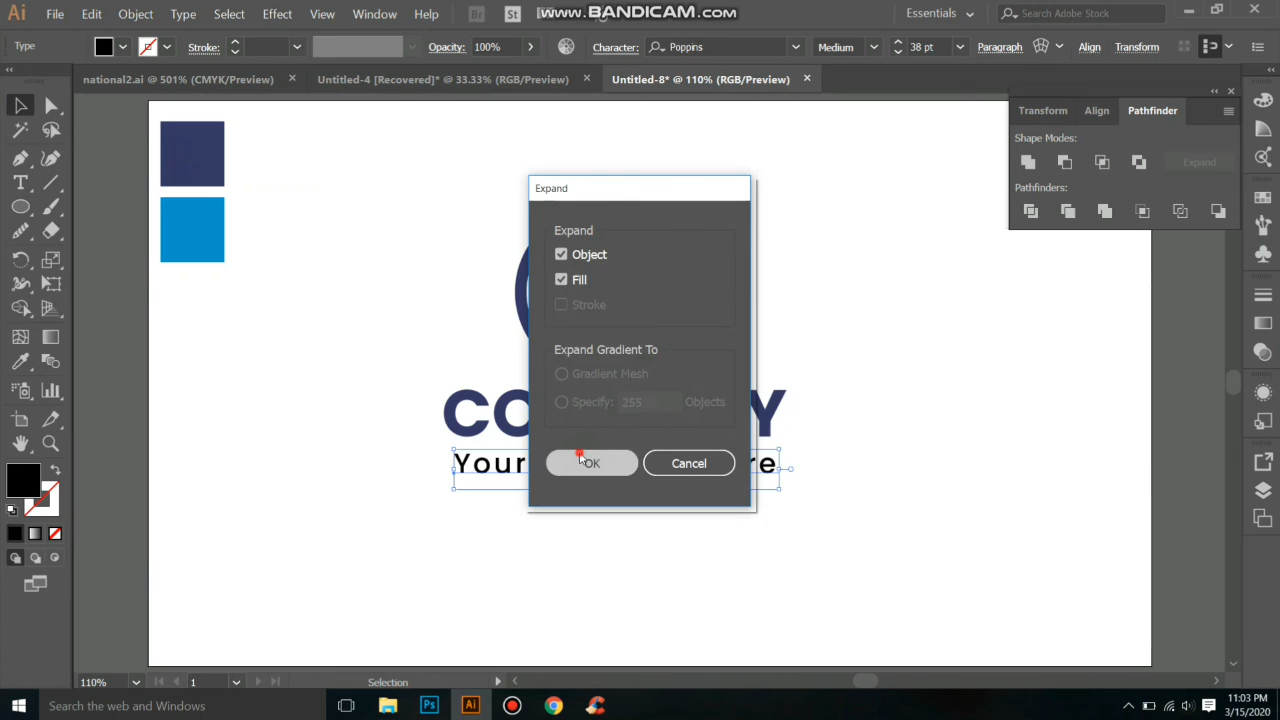 www.BANDICAM.com
Ai File Edit Object Type Select Effect View Window Help Br St Essentials Search Adobe Stock
Type Stroke: Opacity: 100% Character: Poppins Medium 38 pt Paragraph Align Transform
national2.ai @ 501% (CMYK/Preview) × Untitled-4 [Recovered]* @ 33.33% (RGB/Preview) × Untitled-8* @ 110% (RGB/Preview) ×
Transform Align Pathfinder
Shape Modes:
Expand
Pathfinders:
Expand
Expand
Object
Fill
Stroke
Expand Gradient To
Gradient Mesh
Specify: 255 Objects
CO Y
Your re
OK Cancel
110% 1 Selection
Search the web and Windows Ps Ai
11:03 PM
3/15/2020